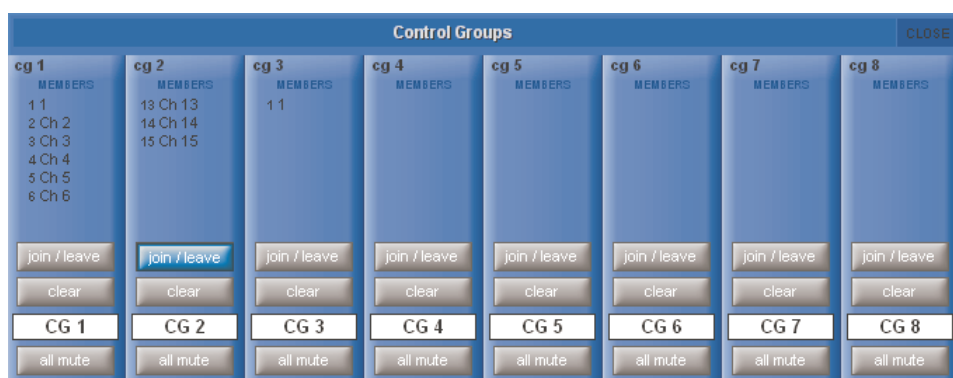 Control Groups CLOSE
cg 1 cg 2 cg 3 cg 4 cg 5 cg 6 cg 7 cg 8
MEMBERS MEMBERS MEMBERS MEMBERS MEMBERS MEMBERS MEMBERS MEMBERS
1 1 13 Ch 13 1 1
2 Ch 2 14 Ch 14
3 Ch 3 15 Ch 15
4 Ch 4
5 Ch 5
6 Ch 6
join / leave join / leave join / leave join / leave join / leave join / leave join / leave join / leave
clear clear clear clear clear clear clear clear
CG 1 CG 2 CG 3 CG 4 CG 5 CG 6 CG 7 CG 8
all mute all mute all mute all mute all mute all mute all mute all mute